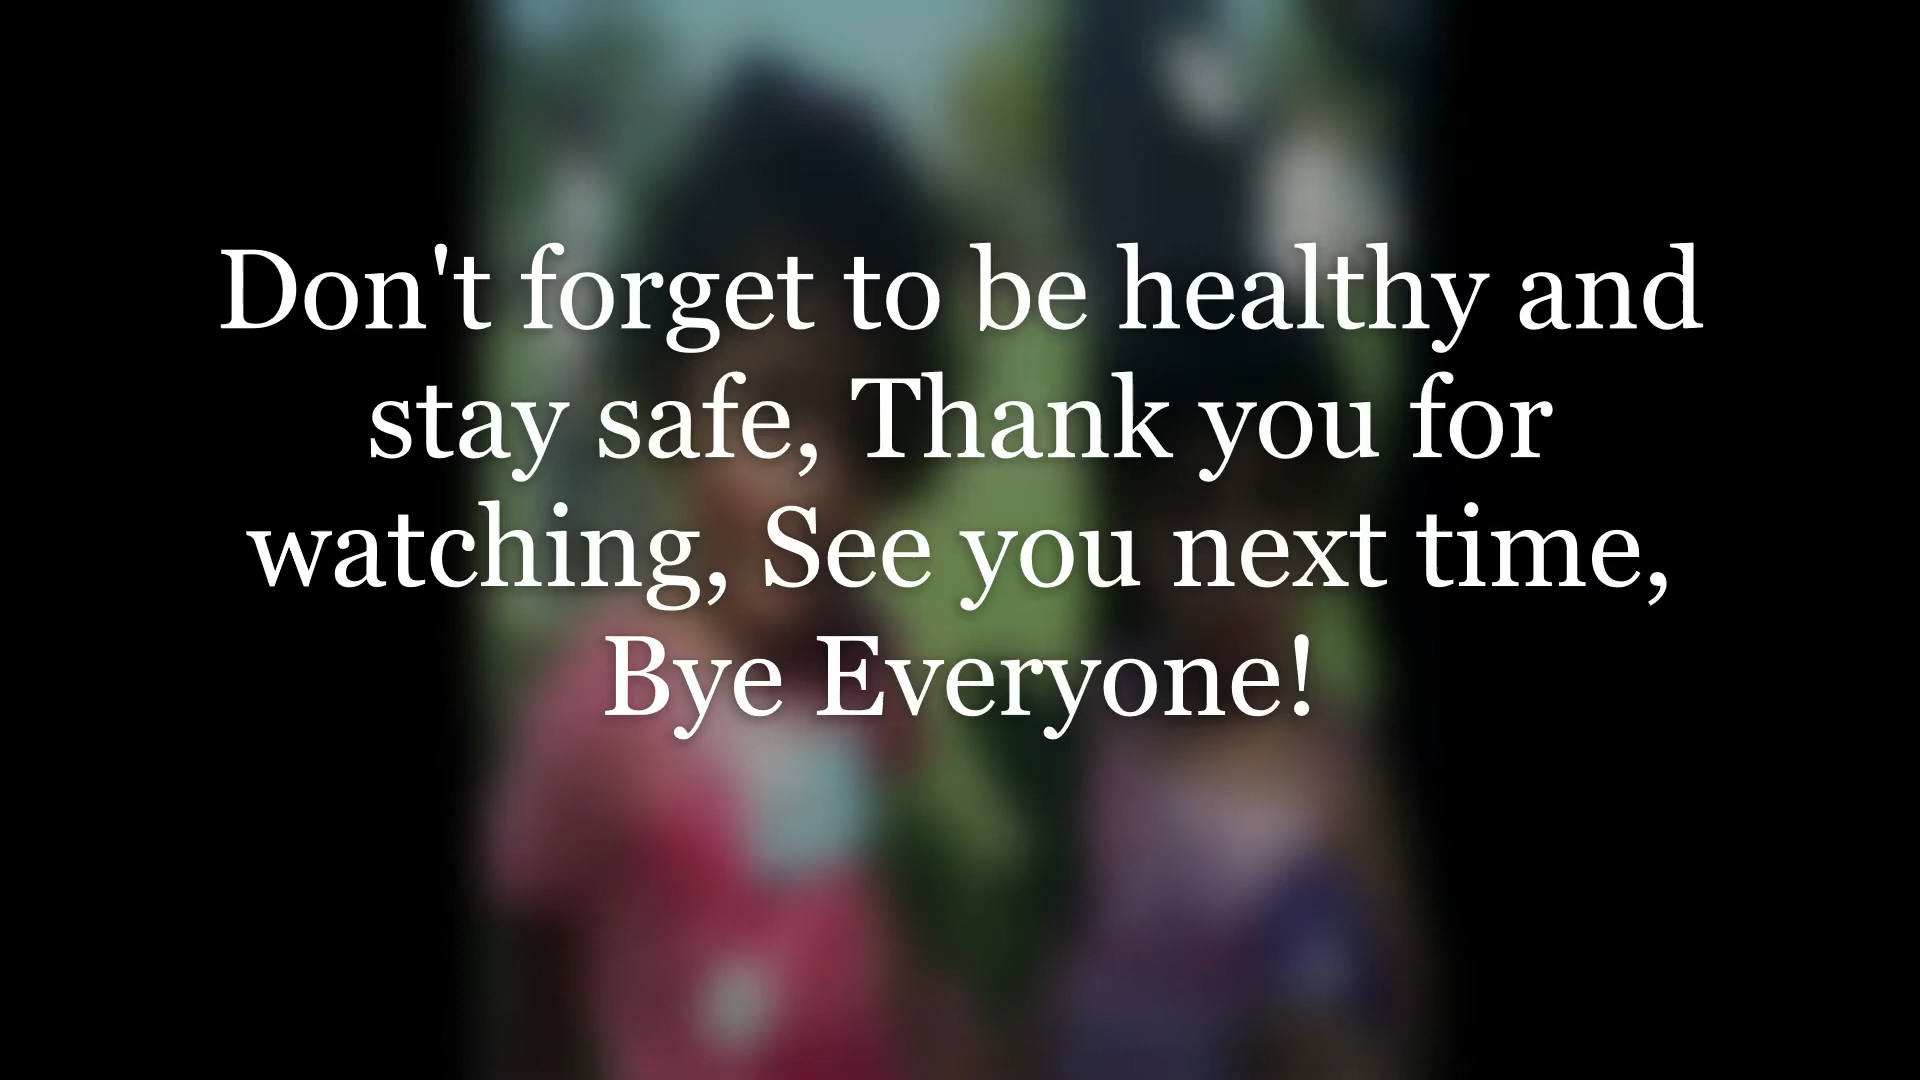 Don't forget to be healthy and
stay safe, Thank you for
watching, See you next time,
Bye Everyone!